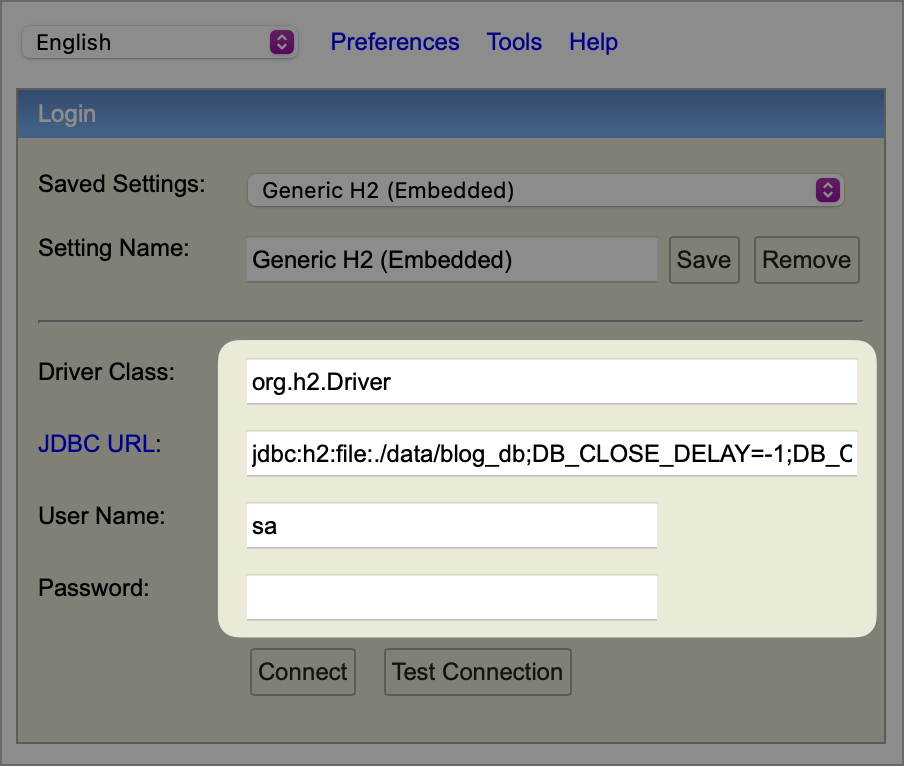 English Preferences Tools Help
Login
Saved Settings: Generic H2 (Embedded)
Setting Name: Generic H2 (Embedded) Save Remove
Driver Class: org.h2.Driver
JDBC URL: jdbc:h2:file:./data/blog_db;DB_CLOSE_DELAY=-1;DB_C
User Name: sa
Password:
Connect Test Connection